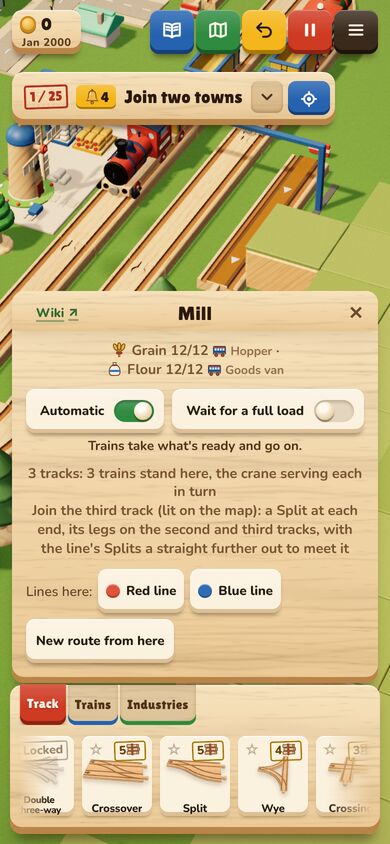 0
Jan 2000
1/25
4
Join two towns
Wiki
Mill
Grain 12/12 Hopper ·
Flour 12/12 Goods van
Automatic
Wait for a full load
Trains take what's ready and go on.
3 tracks: 3 trains stand here, the crane serving each
in turn
Join the third track (lit on the map): a Split at each
end, its legs on the second and third tracks, with
the line's Splits a straight further out to meet it
Lines here:
Red line
Blue line
New route from here
Track
Trains
Industries
Locked
Double
5
Crossover
5
Split
4
Wye
3